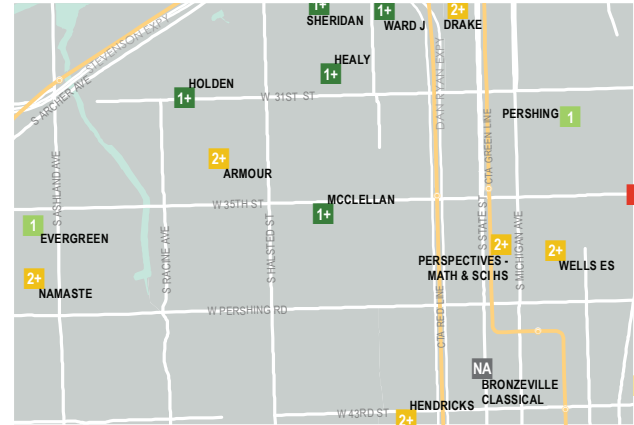 1+
SHERIDAN
1+
WARD J
2+
DRAKE
STEVENSON EXPY
S ARCHER AVE
HEALY
1+
HOLDEN
1+
W 31ST ST
DAN RYAN EXPY
CTA GREEN LINE
PERSHING
1
2+
ARMOUR
S ASHLAND AVE
W 35TH ST
MCCLELLAN
1+
1
EVERGREEN
S RACINE AVE
S HALSTED ST
S STATE ST
S MICHIGAN AVE
2+
PERSPECTIVES -
MATH & SCI HS
2+
WELLS ES
2+
NAMASTE
W PERSHING RD
CTA RED LINE
NA
BRONZEVILLE
CLASSICAL
W 43RD ST
HENDRICKS
2+